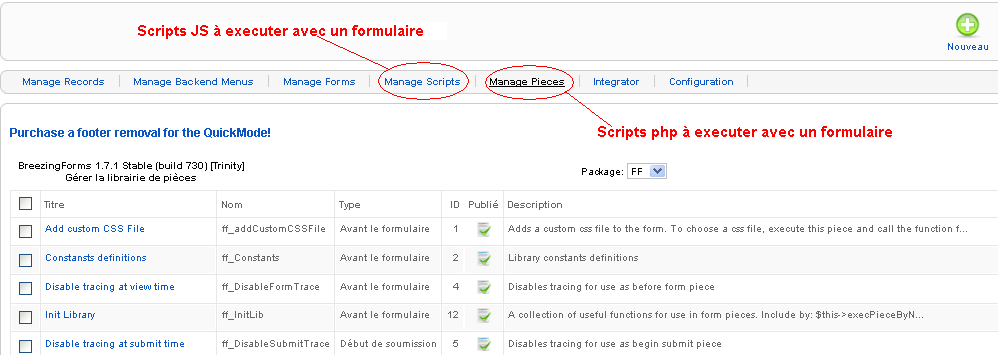 Scripts JS à executer avec un formulaire
Nouveau
Manage Records Manage Backend Menus Manage Forms Manage Scripts Manage Pieces Integrator Configuration
Scripts php à executer avec un formulaire
Purchase a footer removal for the QuickMode!
BreezingForms 1.7.1 Stable (build 730) [Trinity]
Gérer la librairie de pièces
Package: FF
Titre Nom Type ID Publié Description
Add custom CSS File ff_addCustomCSSFile Avant le formulaire 1 Adds a custom css file to the form. To choose a css file, execute this piece and call the function f...
Constansts definitions ff_Constants Avant le formulaire 2 Library constants definitions
Disable tracing at view time ff_DisableFormTrace Avant le formulaire 4 Disables tracing for use as before form piece
Init Library ff_InitLib Avant le formulaire 12 A collection of useful functions for use in form pieces. Include by: $this->execPieceByN...
Disable tracing at submit time ff_DisableSubmitTrace Début de soumission 5 Disables tracing for use as begin submit piece